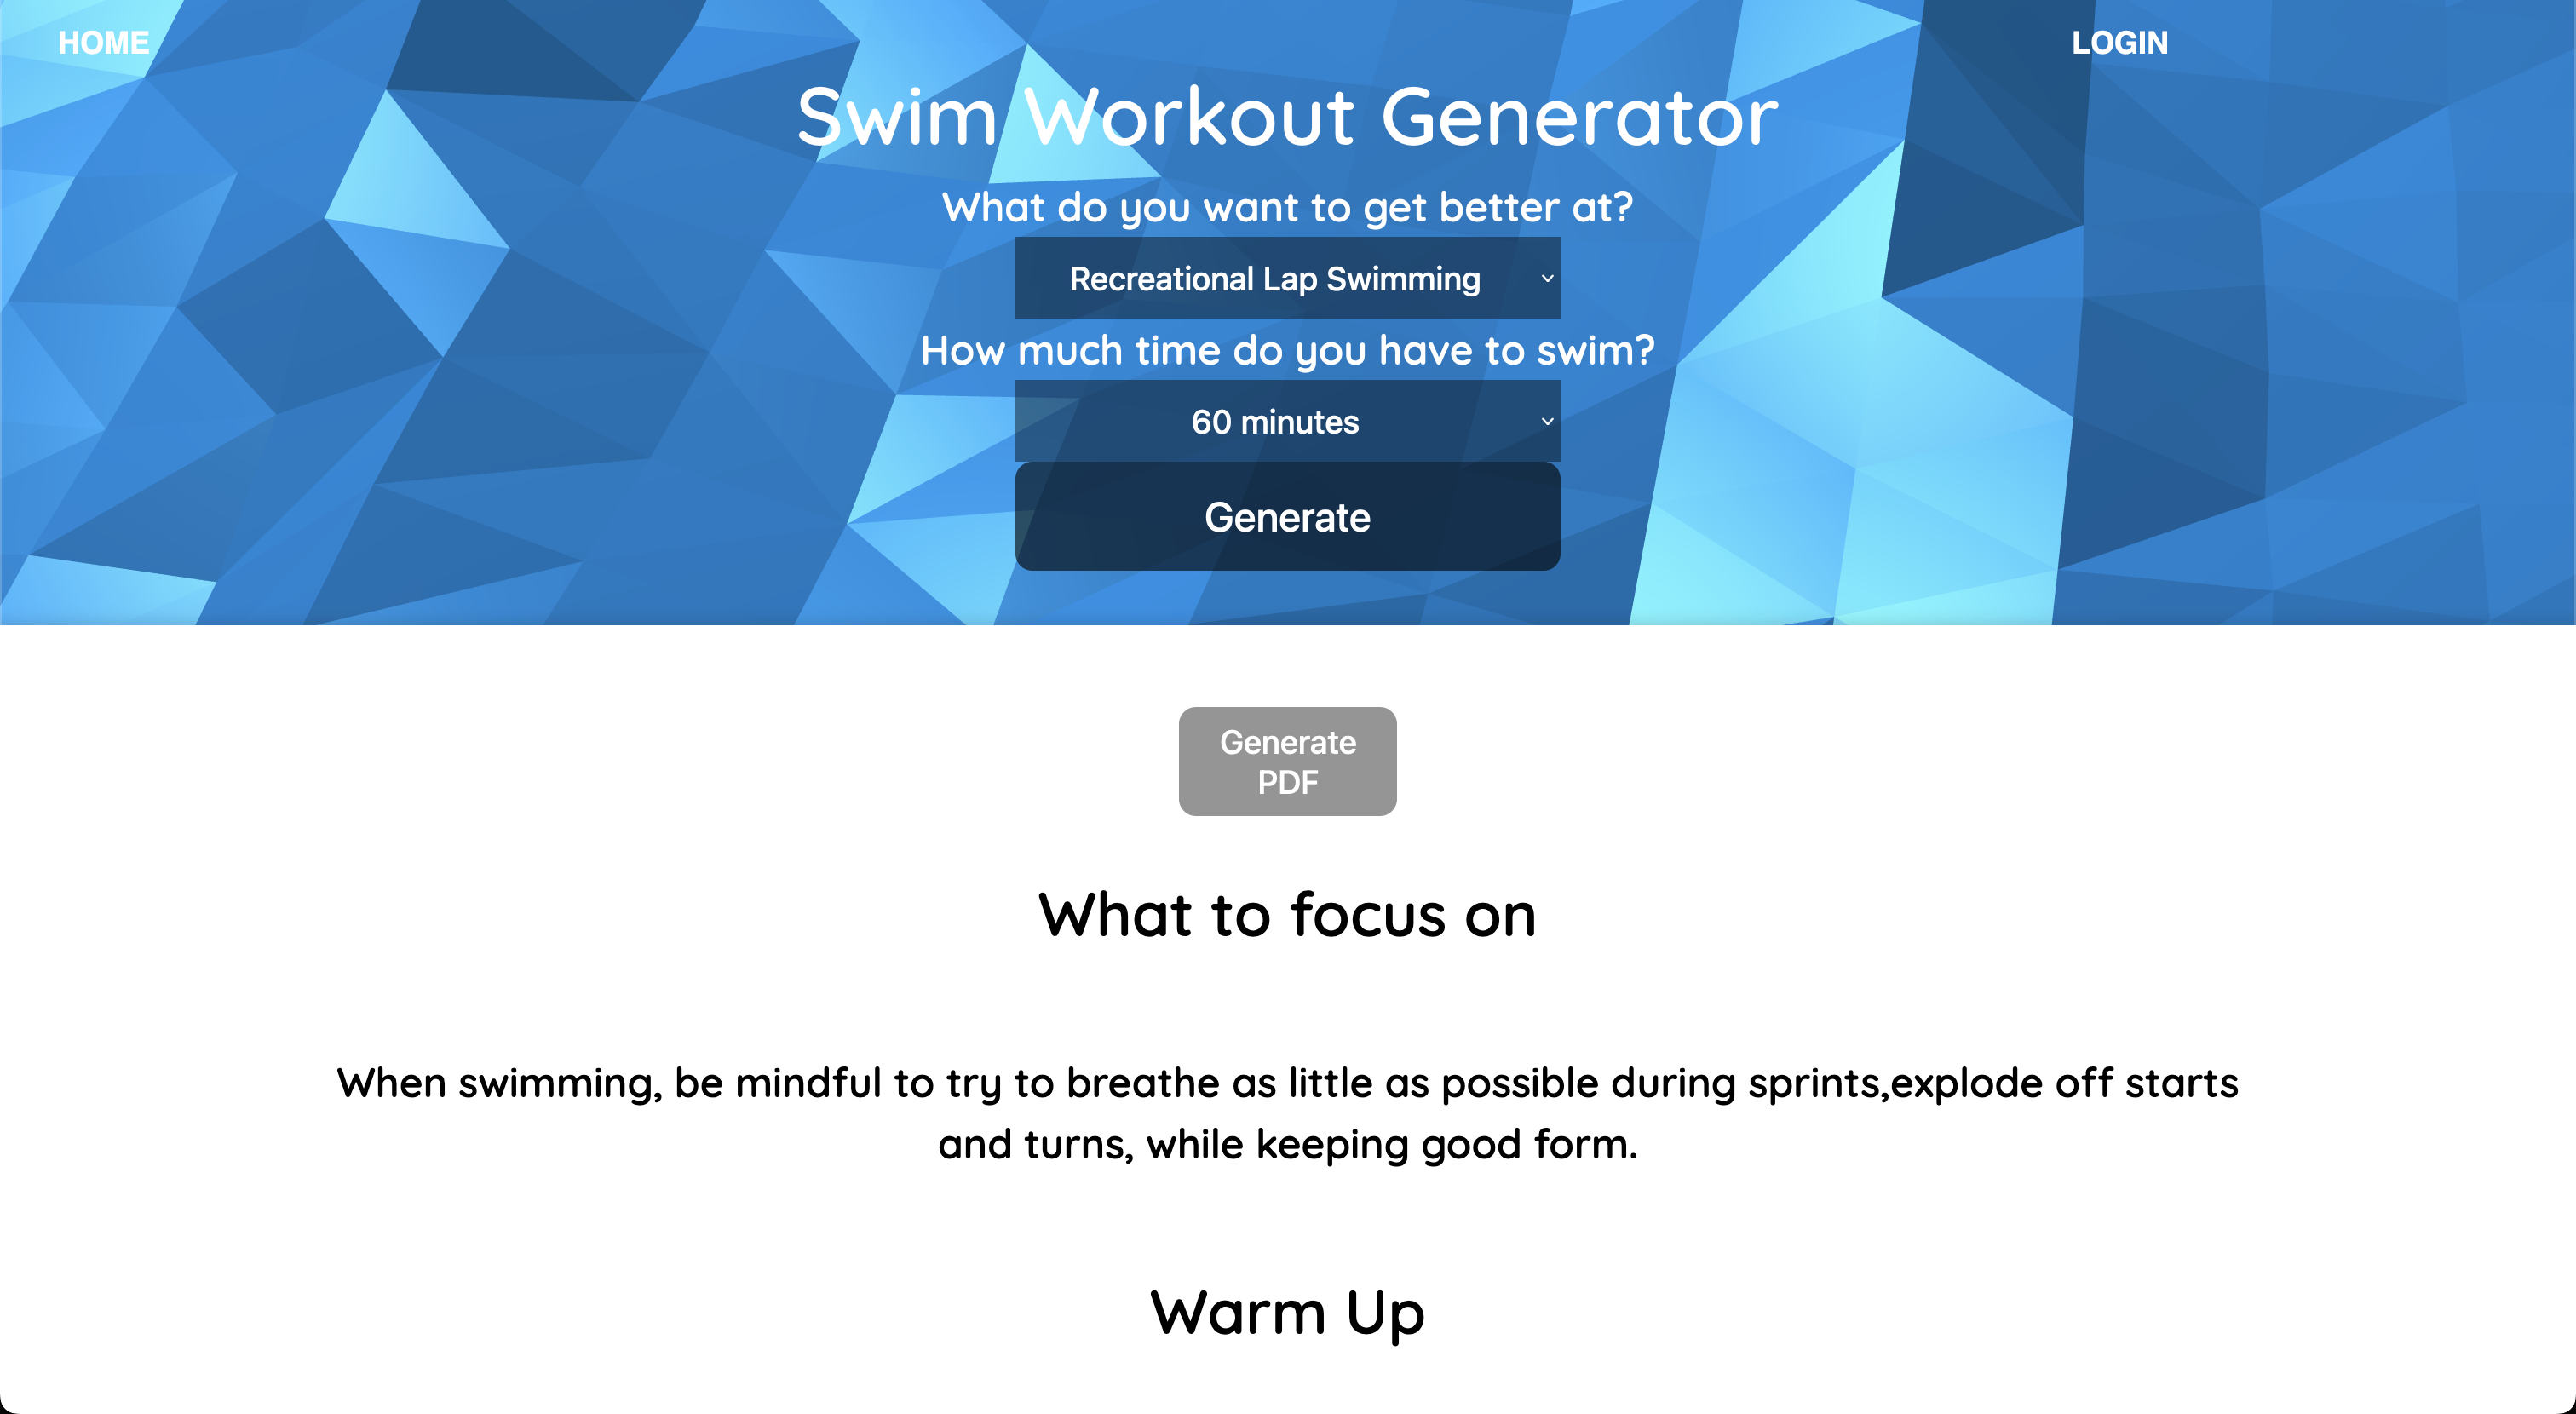 HOME
LOGIN
Swim Workout Generator
What do you want to get better at?
Recreational Lap Swimming
How much time do you have to swim?
60 minutes
Generate
Generate
PDF
What to focus on
When swimming, be mindful to try to breathe as little as possible during sprints,explode off starts
and turns, while keeping good form.
Warm Up